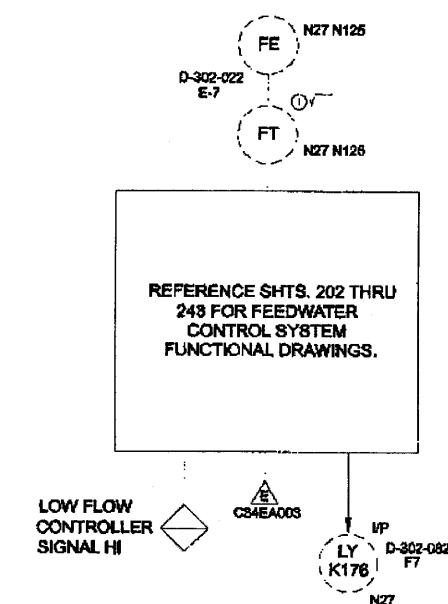 FE
N27 N125
D-302-022
E-7
FT
N27 N126
REFERENCE SHTS. 202 THRU
248 FOR FEEDWATER
CONTROL SYSTEM
FUNCTIONAL DRAWINGS.
LOW FLOW
CONTROLLER
SIGNAL HI
E
C34EA003
I/P
LY
K176
D-302-082
F7
N27